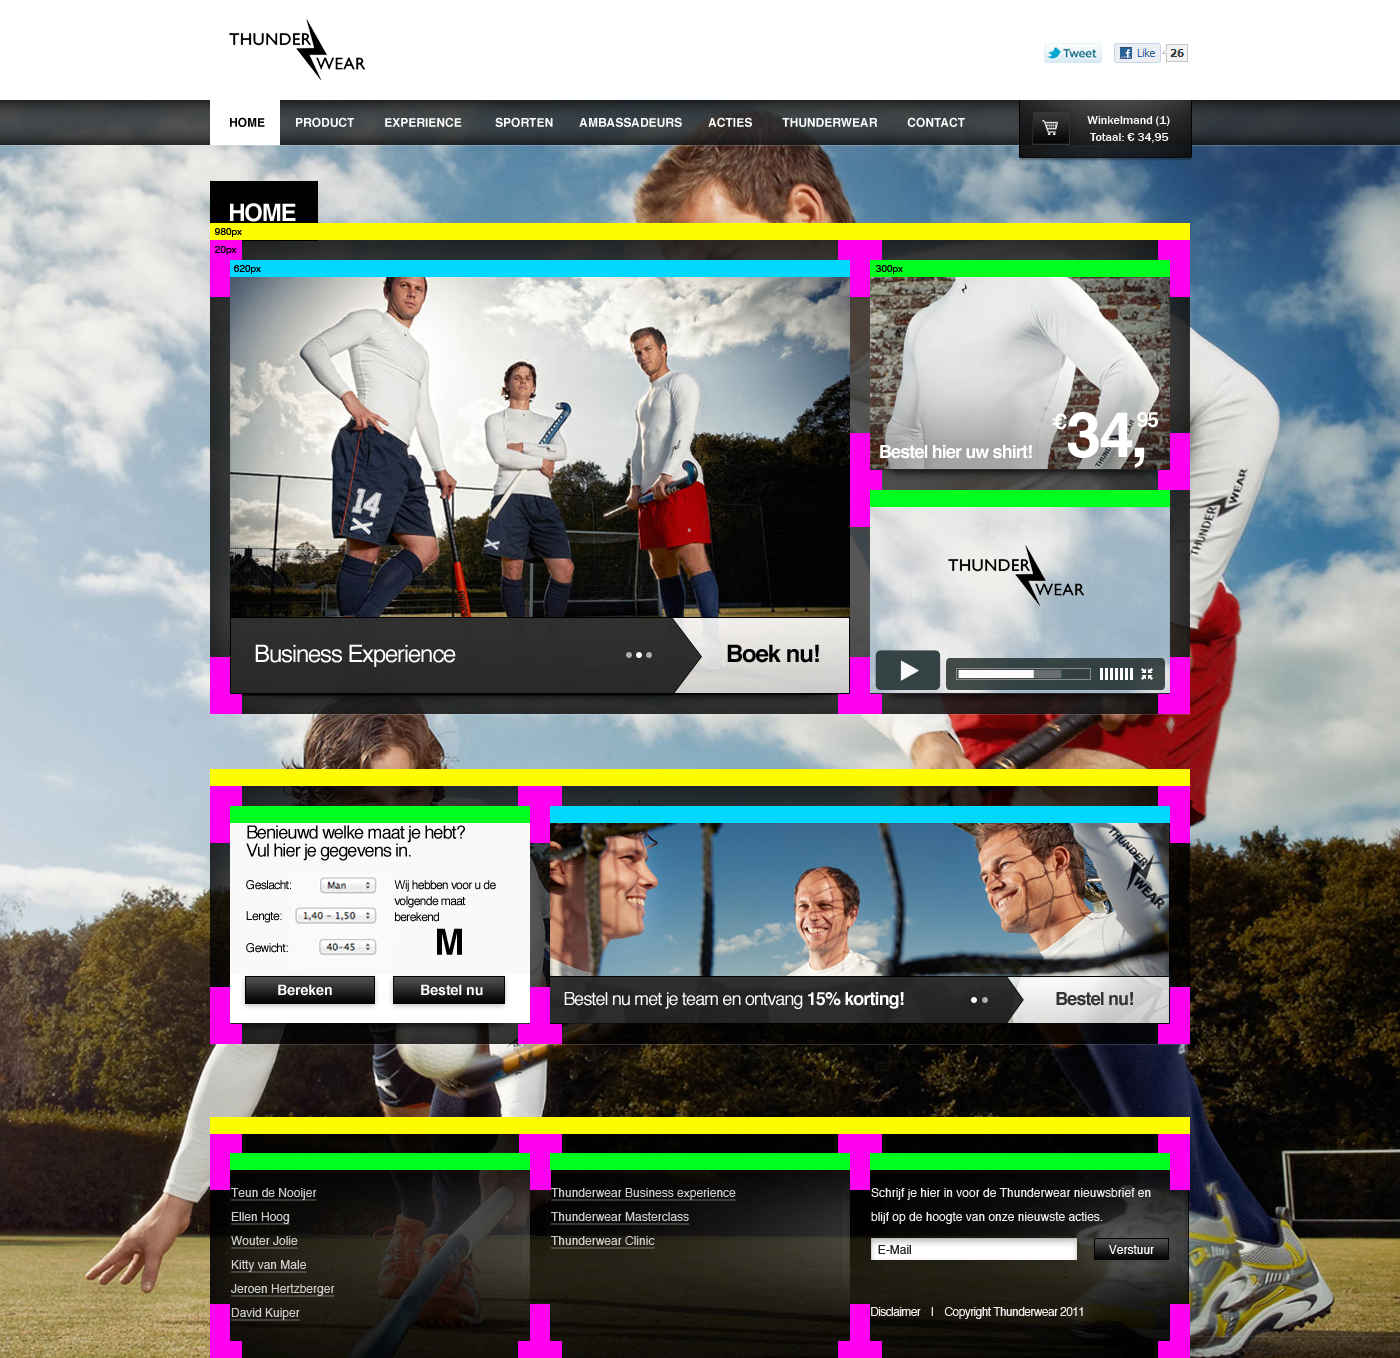 THUNDER
WEAR
Tweet
Like
26
HOME
PRODUCT
EXPERIENCE
SPORTEN
AMBASSADEURS
ACTIES
THUNDERWEAR
CONTACT
Winkelmand (1)
Totaal: € 34,95
HOME
980px
20px
620px
300px
14
€34,95
Bestel hier uw shirt!
THUNDER WEAR
THUNDER
WEAR
Business Experience
Boek nu!
Benieuwd welke maat je hebt?
Vul hier je gegevens in.
Geslacht:
Man
Lengte:
1,40 - 1,50
Gewicht:
40-45
Wij hebben voor u de
volgende maat
berekend
M
Bereken
Bestel nu
THUNDER
WEAR
Bestel nu met je team en ontvang 15% korting!
Bestel nu!
Teun de Nooijer
Ellen Hoog
Wouter Jolie
Kitty van Male
Jeroen Hertzberger
David Kuiper
Thunderwear Business experience
Thunderwear Masterclass
Thunderwear Clinic
Schrijf je hier in voor de Thunderwear nieuwsbrief en
blijf op de hoogte van onze nieuwste acties.
E-Mail
Verstuur
Disclaimer | Copyright Thunderwear 2011